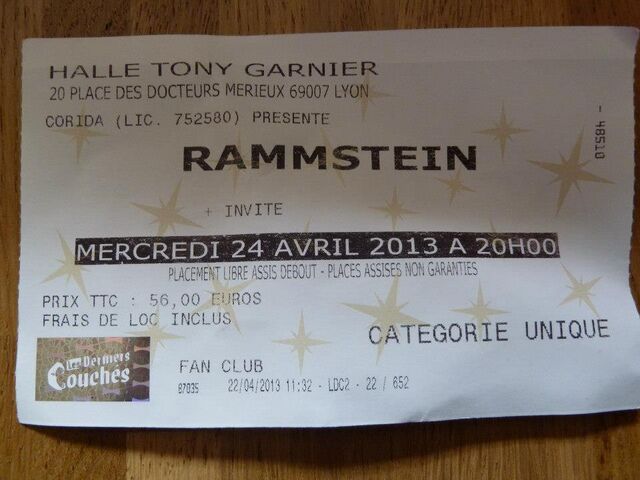 HALLE TONY GARNIER
20 PLACE DES DOCTEURS MERIEUX 69007 LYON
CORIDA (LIC. 752580) PRESENTE
- 48510
RAMMSTEIN
+ INVITE
MERCREDI 24 AVRIL 2013 A 20H00
PLACEMENT LIBRE ASSIS DEBOUT - PLACES ASSISES NON GARANTIES
PRIX TTC : 56,00 EUROS
FRAIS DE LOC INCLUS
CATEGORIE UNIQUE
Les Derniers
Couchés
FAN CLUB
87935 22/04/2013 11:32 - LDC2 - 22 / 652